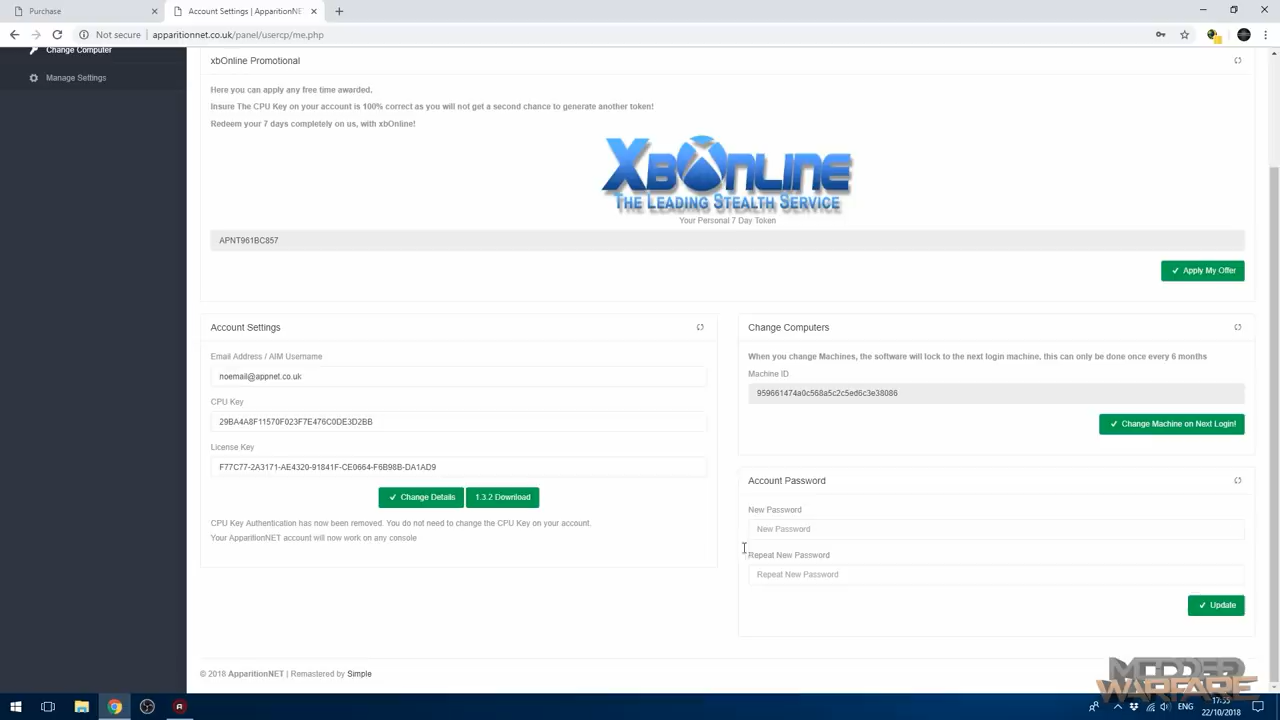 Purchase
Account Settings | ApparitionNE
Not secure | apparitionnet.co.uk/panel/usercp/me.php
Change Computer
Manage Settings
xbOnline Promotional
Here you can apply any free time awarded.
Insure The CPU Key on your account is 100% correct as you will not get a second chance to generate another token!
Redeem your 7 days completely on us, with xbOnline!
XBONLINE
THE LEADING STEALTH SERVICE
Your Personal 7 Day Token
APNT961BC857
Apply My Offer
Account Settings
Email Address / AIM Username
noemail@appnet.co.uk
CPU Key
29BA4A8F11570F023F7E476C0DE3D2BB
License Key
F77C77-2A3171-AE4320-91841F-CE0664-F6B98B-DA1AD9
Change Details
1.3.2 Download
CPU Key Authentication has now been removed. You do not need to change the CPU Key on your account.
Your ApparitionNET account will now work on any console
Change Computers
When you change Machines, the software will lock to the next login machine, this can only be done once every 6 months
Machine ID
959661474a0c568a5c2c5ed6c3e38086
Change Machine on Next Login!
Account Password
New Password
New Password
Repeat New Password
Repeat New Password
Update
© 2018 ApparitionNET | Remastered by Simple
MODDED
WARFARE
ENG
17:55
22/10/2018